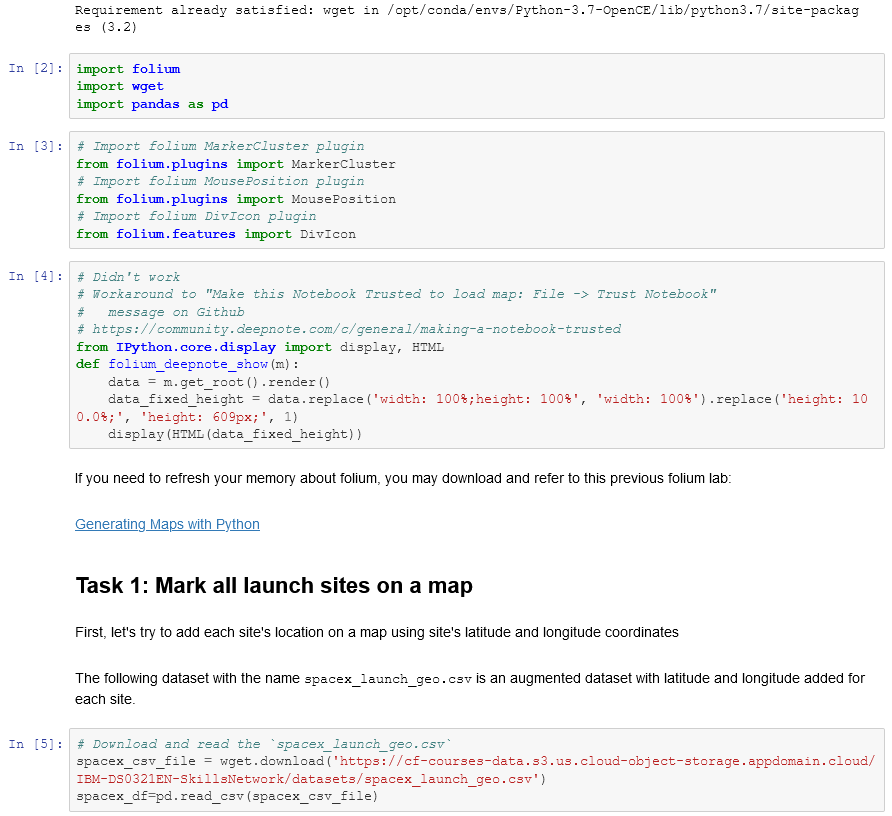 Requirement already satisfied: wget in /opt/conda/envs/Python-3.7-OpenCE/lib/python3.7/site-packag
es (3.2)
In [2]: import folium
import wget
import pandas as pd
In [3]: # Import folium MarkerCluster plugin
from folium.plugins import MarkerCluster
# Import folium MousePosition plugin
from folium.plugins import MousePosition
# Import folium DivIcon plugin
from folium.features import DivIcon
In [4]: # Didn't work
# Workaround to "Make this Notebook Trusted to load map: File -> Trust Notebook"
#   message on Github
# https://community.deepnote.com/c/general/making-a-notebook-trusted
from IPython.core.display import display, HTML
def folium_deepnote_show(m):
    data = m.get_root().render()
    data_fixed_height = data.replace('width: 100%;height: 100%', 'width: 100%').replace('height: 10
0.0%;', 'height: 609px;', 1)
    display(HTML(data_fixed_height))
If you need to refresh your memory about folium, you may download and refer to this previous folium lab:
Generating Maps with Python
Task 1: Mark all launch sites on a map
First, let's try to add each site's location on a map using site's latitude and longitude coordinates
The following dataset with the name spacex_launch_geo.csv is an augmented dataset with latitude and longitude added for
each site.
In [5]: # Download and read the `spacex_launch_geo.csv`
spacex_csv_file = wget.download('https://cf-courses-data.s3.us.cloud-object-storage.appdomain.cloud/
IBM-DS0321EN-SkillsNetwork/datasets/spacex_launch_geo.csv')
spacex_df=pd.read_csv(spacex_csv_file)